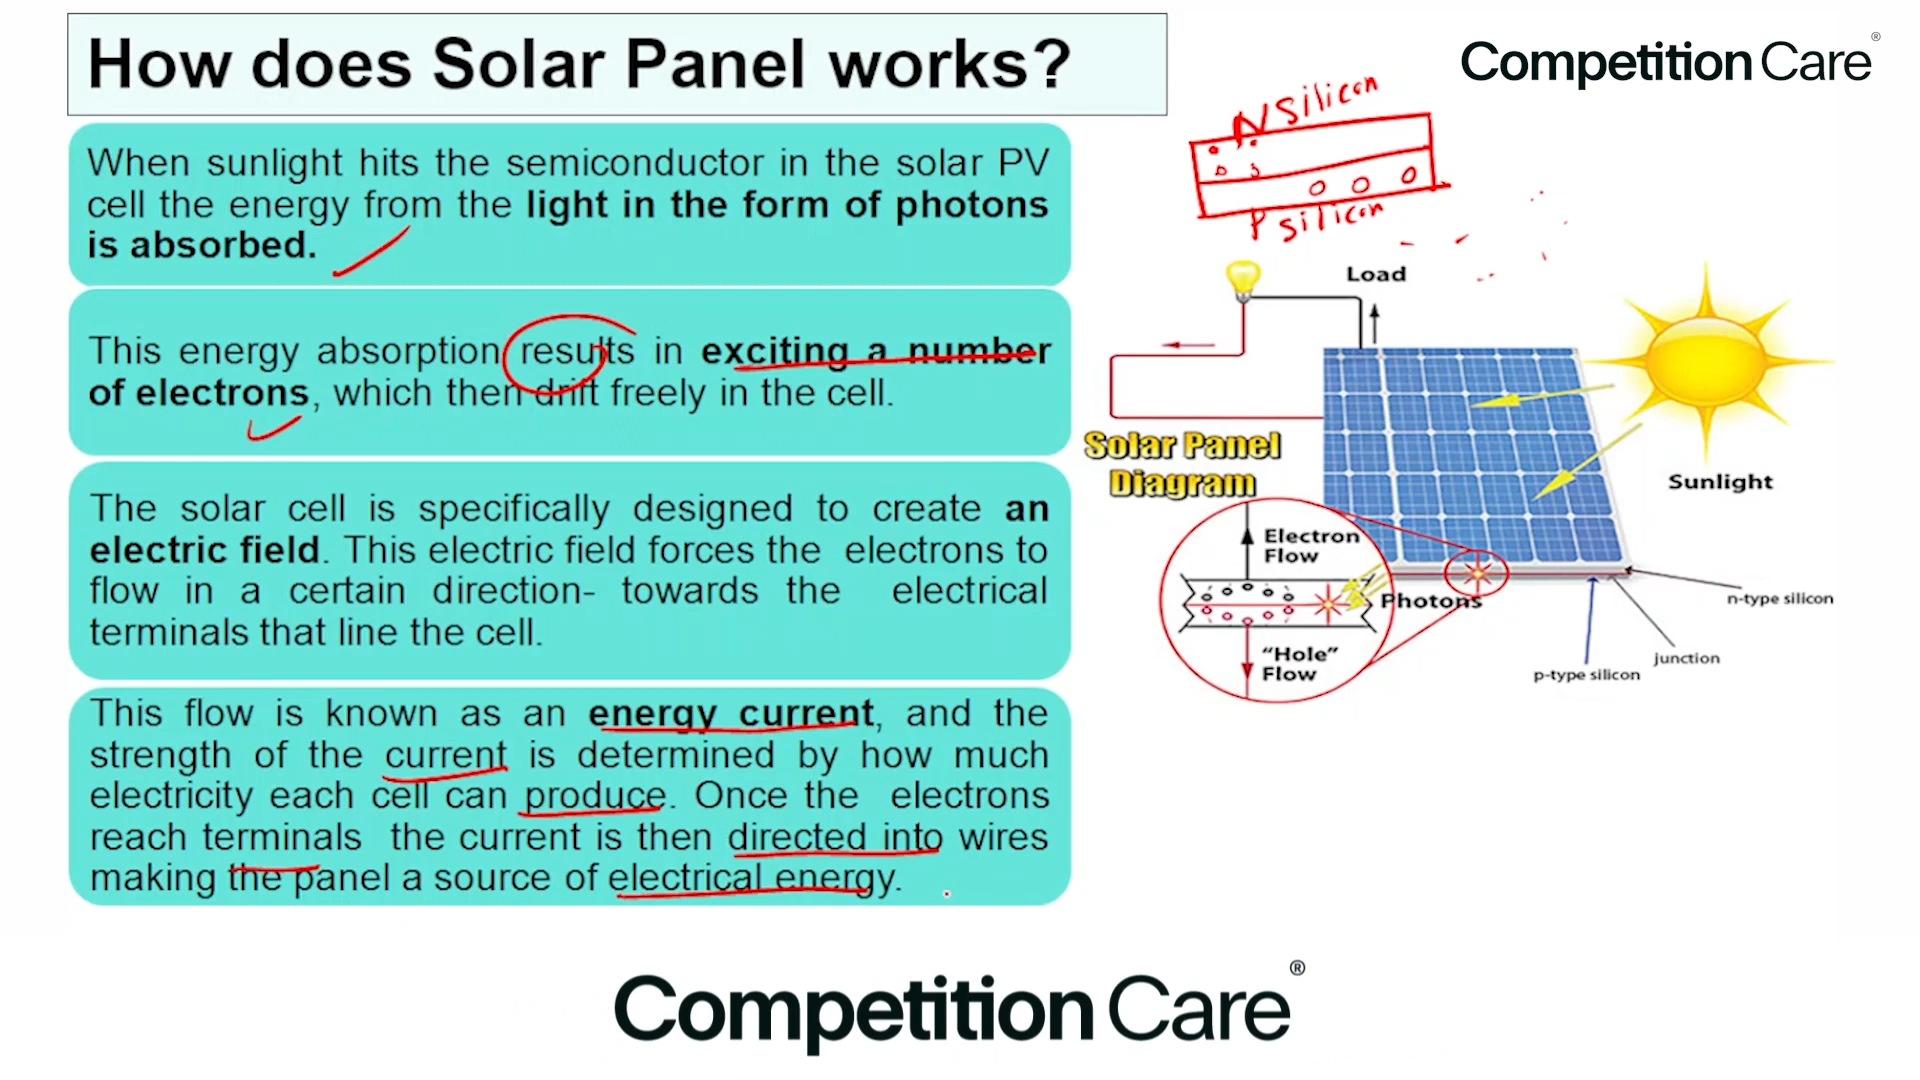 How does Solar Panel works?
Competition Care®
When sunlight hits the semiconductor in the solar PV
cell the energy from the light in the form of photons
is absorbed.
This energy absorption results in exciting a number
of electrons, which then drift freely in the cell.
The solar cell is specifically designed to create an
electric field. This electric field forces the electrons to
flow in a certain direction- towards the electrical
terminals that line the cell.
This flow is known as an energy current, and the
strength of the current is determined by how much
electricity each cell can produce. Once the electrons
reach terminals the current is then directed into wires
making the panel a source of electrical energy.
N Silicon
P silicon
Load
Solar Panel
Diagram
Sunlight
Electron
Flow
Photons
"Hole"
Flow
n-type silicon
junction
p-type silicon
Competition Care®